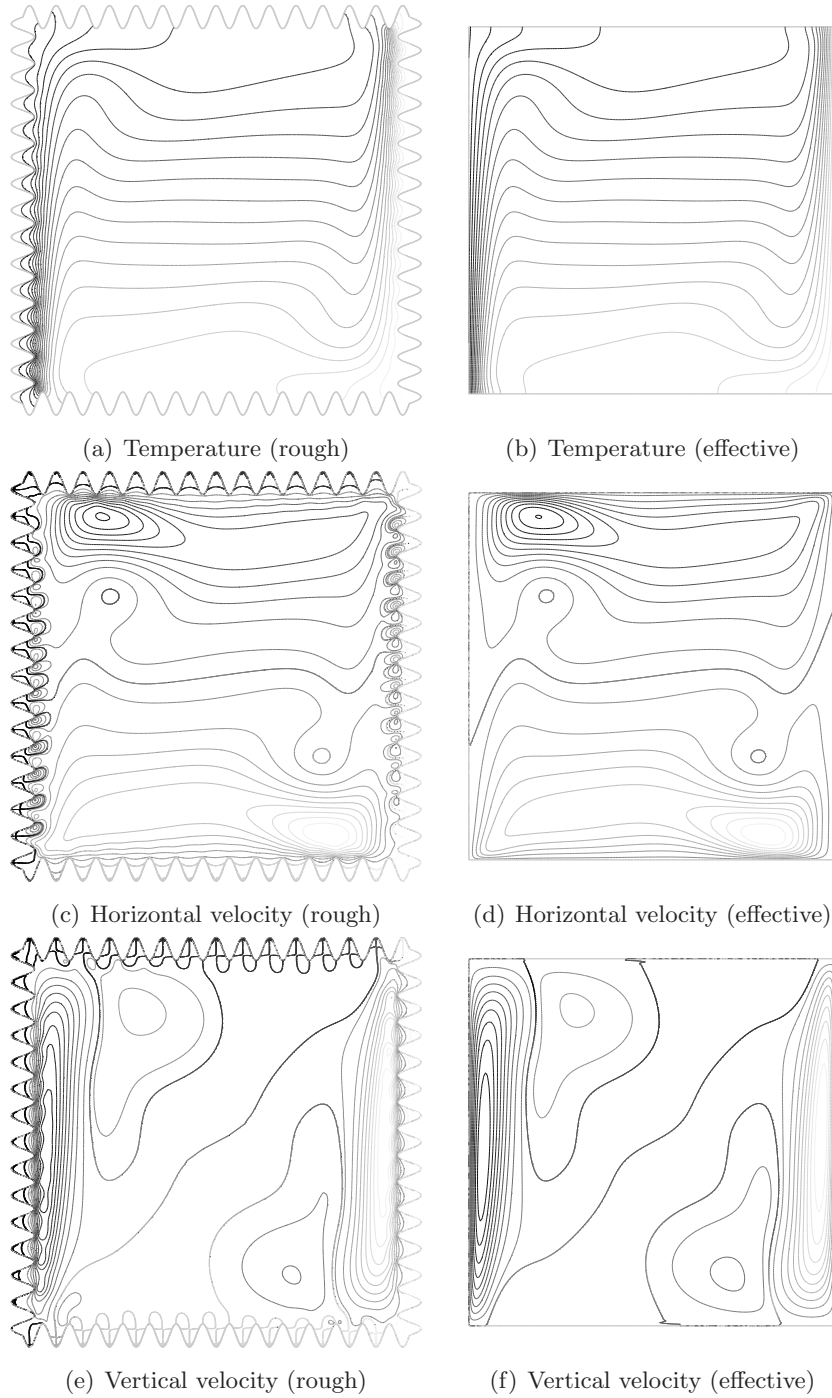 (a) Temperature (rough)
(b) Temperature (effective)
(c) Horizontal velocity (rough)
(d) Horizontal velocity (effective)
(e) Vertical velocity (rough)
(f) Vertical velocity (effective)